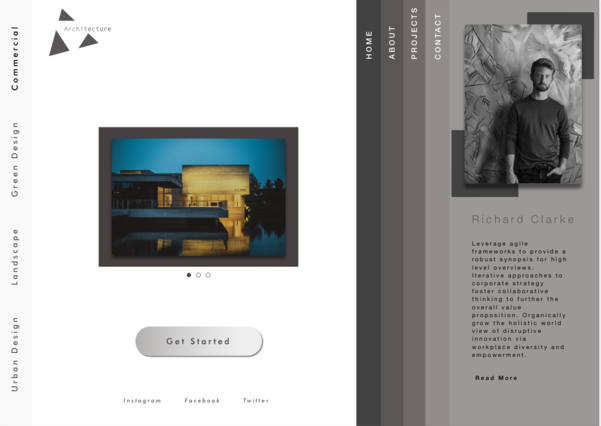 Architecture
Commercial
Green Design
Landscape
Urban Design
Get Started
Instagram Facebook Twitter
HOME
ABOUT
PROJECTS
CONTACT
Richard Clarke
Leverage agile
frameworks to provide a
robust synopsis for high
level overviews.
Iterative approaches to
corporate strategy
foster collaborative
thinking to further the
overall value
proposition. Organically
grow the holistic world
view of disruptive
innovation via
workplace diversity and
empowerment.
Read More